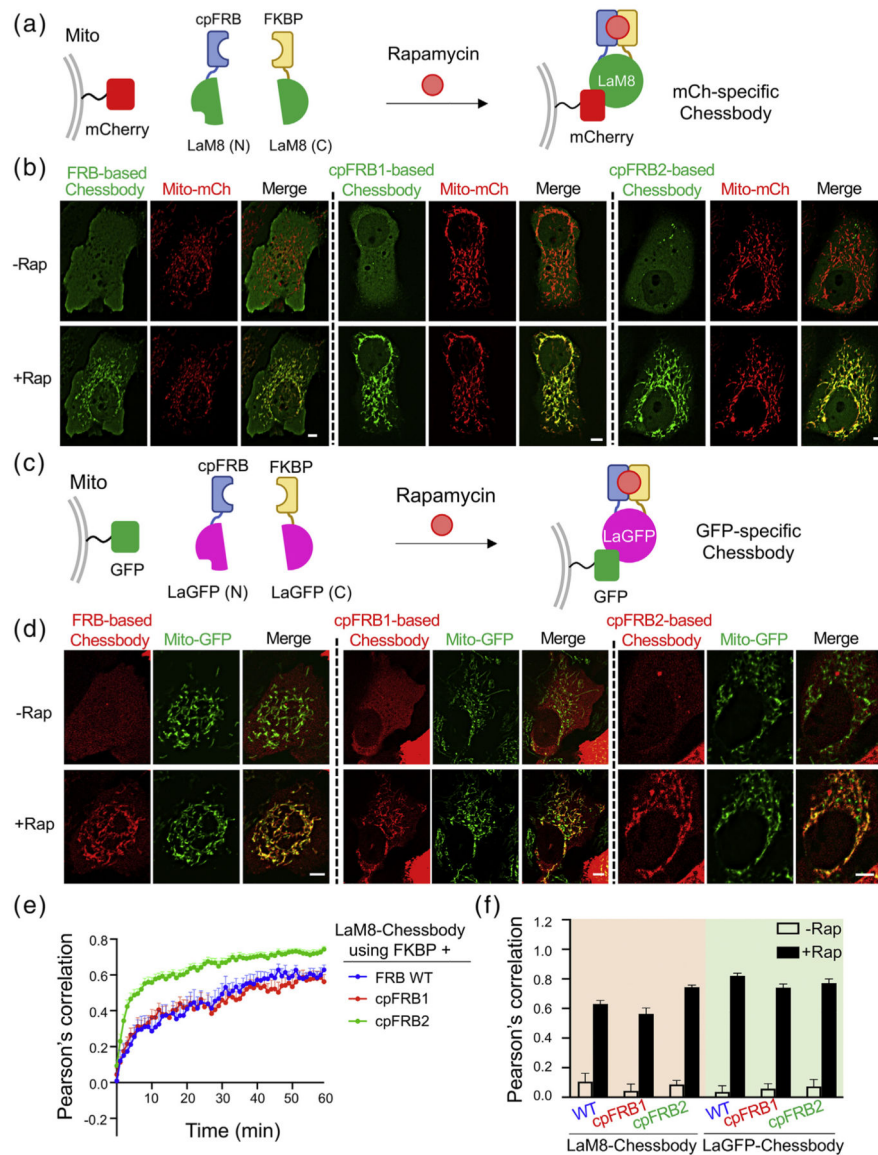 (a)
Mito
cpFRB
FKBP
Rapamycin
LaM8
mCherry
LaM8 (N)
LaM8 (C)
mCherry
mCh-specific
Chessbody
(b)
FRB-based
Chessbody
Mito-mCh
Merge
cpFRB1-based
Chessbody
Mito-mCh
Merge
cpFRB2-based
Chessbody
Mito-mCh
Merge
-Rap
+Rap
(c)
Mito
cpFRB
FKBP
Rapamycin
LaGFP
GFP
LaGFP (N)
LaGFP (C)
GFP
GFP-specific
Chessbody
(d)
FRB-based
Chessbody
Mito-GFP
Merge
cpFRB1-based
Chessbody
Mito-GFP
Merge
cpFRB2-based
Chessbody
Mito-GFP
Merge
-Rap
+Rap
(e)
Pearson's correlation
0.8
0.6
0.4
0.2
0.0
-0.2
10
20
30
40
50
60
Time (min)
LaM8-Chessbody
using FKBP +
FRB WT
cpFRB1
cpFRB2
(f)
Pearson's correlation
1.2
1.0
0.8
0.6
0.4
0.2
0.0
-Rap
+Rap
WT
cpFRB1
cpFRB2
WT
cpFRB1
cpFRB2
LaM8-Chessbody
LaGFP-Chessbody